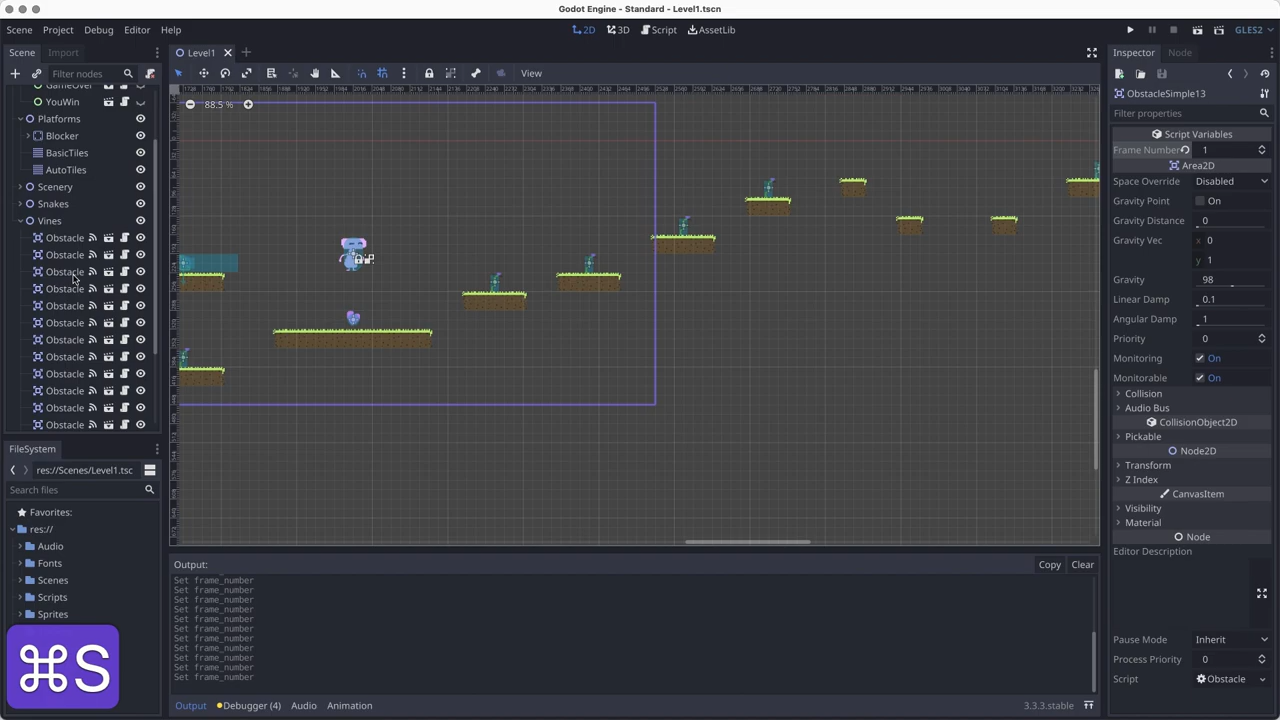 Godot Engine - Standard - Level1.tscn
Scene Project Debug Editor Help
2D 3D Script AssetLib
GLES2
Scene Import
Filter nodes
GameOver
YouWin
Platforms
Blocker
BasicTiles
AutoTiles
Scenery
Snakes
Vines
Obstacle
Obstacle
Obstacle
Obstacle
Obstacle
Obstacle
Obstacle
Obstacle
Obstacle
Obstacle
Obstacle
Obstacle
FileSystem
res://Scenes/Level1.tsc
Search files
Favorites:
res://
Audio
Fonts
Scenes
Scripts
Sprites
⌘S
Level1
View
88.5 %
Output:
Copy Clear
Set frame_number
Set frame_number
Set frame_number
Set frame_number
Set frame_number
Set frame_number
Set frame_number
Set frame_number
Set frame_number
Set frame_number
Set frame_number
Output Debugger (4) Audio Animation
3.3.3.stable
Inspector Node
ObstacleSimple13
Filter properties
Script Variables
Frame Number 1
Area2D
Space Override Disabled
Gravity Point On
Gravity Distance 0
Gravity Vec x 0
y 1
Gravity 98
Linear Damp 0.1
Angular Damp 1
Priority 0
Monitoring On
Monitorable On
Collision
Audio Bus
CollisionObject2D
Pickable
Node2D
Transform
Z Index
CanvasItem
Visibility
Material
Node
Editor Description
Pause Mode Inherit
Process Priority 0
Script Obstacle